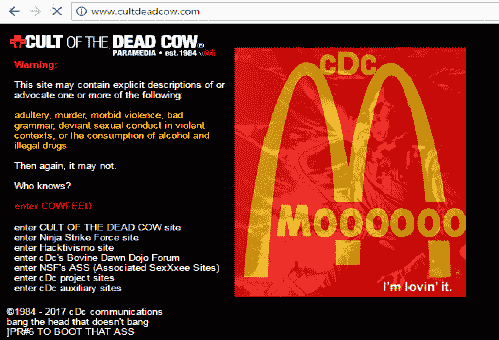 www.cultdeadcow.com
CULT OF THE DEAD COW
PARAMEDIA • est. 1984
Warning:
This site may contain explicit descriptions of or
advocate one or more of the following:
adultery, murder, morbid violence, bad
grammar, deviant sexual conduct in violent
contexts, or the consumption of alcohol and
illegal drugs
Then again, it may not.
Who knows?
enter COWFEED
enter CULT OF THE DEAD COW site
enter Ninja Strike Force site
enter Hacktivismo site
enter cDc's Bovine Dawn Dojo Forum
enter NSF's ASS (Associated SexXxee Sites)
enter cDc project sites
enter cDc auxiliary sites
©1984 - 2017 cDc communications
bang the head that doesn't bang
]PR#6 TO BOOT THAT ASS
cDc
MOOOOOOO
I'm lovin' it.